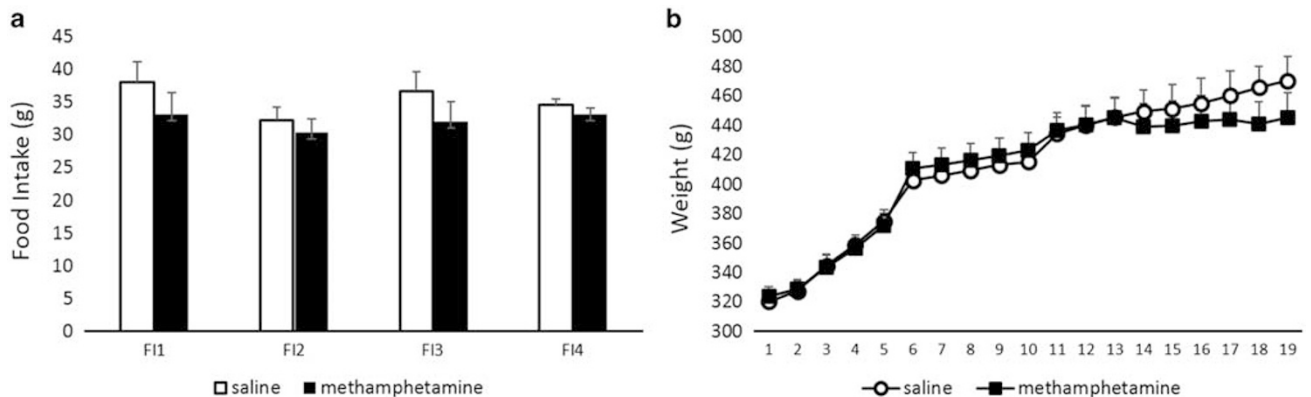 a
Food Intake (g)
45
40
35
30
25
20
15
10
5
0
FI1 FI2 FI3 FI4
saline methamphetamine
b
Weight (g)
500
480
460
440
420
400
380
360
340
320
300
1 2 3 4 5 6 7 8 9 10 11 12 13 14 15 16 17 18 19
saline methamphetamine